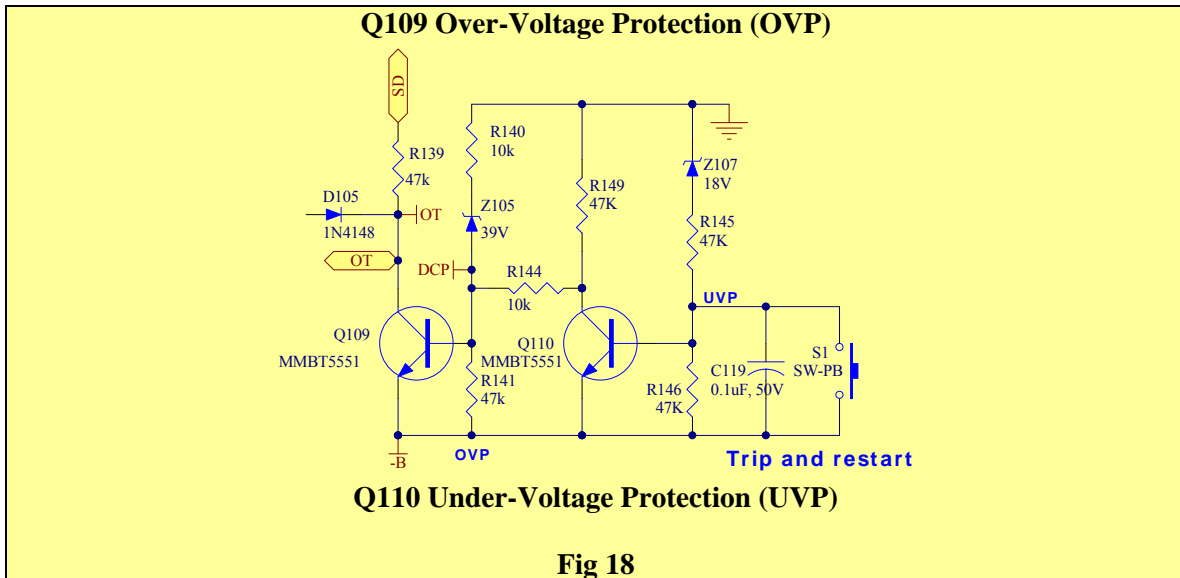 Q109 Over-Voltage Protection (OVP)
SD
R139
47k
D105
1N4148
OT
OT
R140
10k
Z105
39V
DCP
R144
10k
R149
47K
Z107
18V
R145
47K
UVP
Q109
MMBT5551
Q110
MMBT5551
R141
47k
R146
47K
C119
0.1uF, 50V
S1
SW-PB
-B
OVP
Trip and restart
Q110 Under-Voltage Protection (UVP)
Fig 18